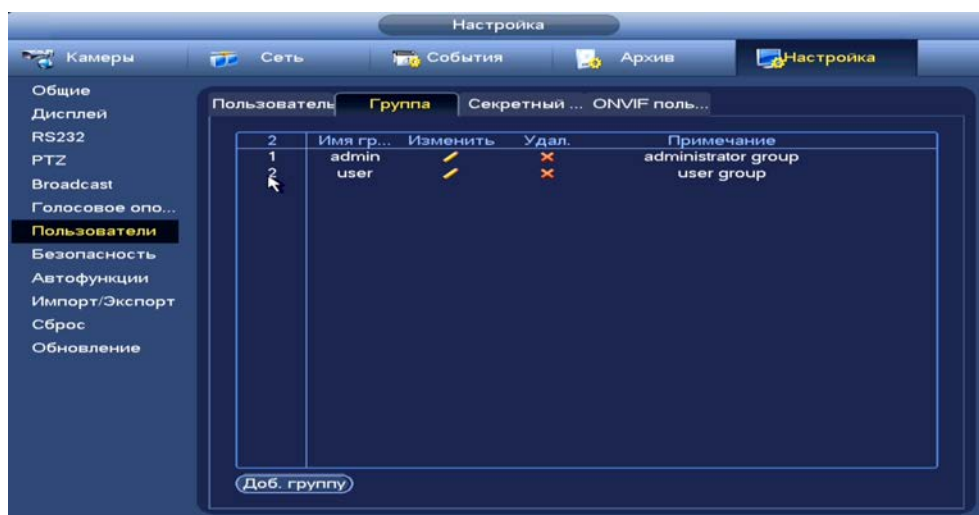 Настройка
Камеры Сеть События Архив Настройка
Общие
Дисплей
RS232
PTZ
Broadcast
Голосовое опо...
Пользователи
Безопасность
Автофункции
Импорт/Экспорт
Сброс
Обновление
Пользователь Группа Секретный ... ONVIF поль...
2 Имя гр... Изменить Удал. Примечание
1 admin administrator group
2 user user group
Доб. группу